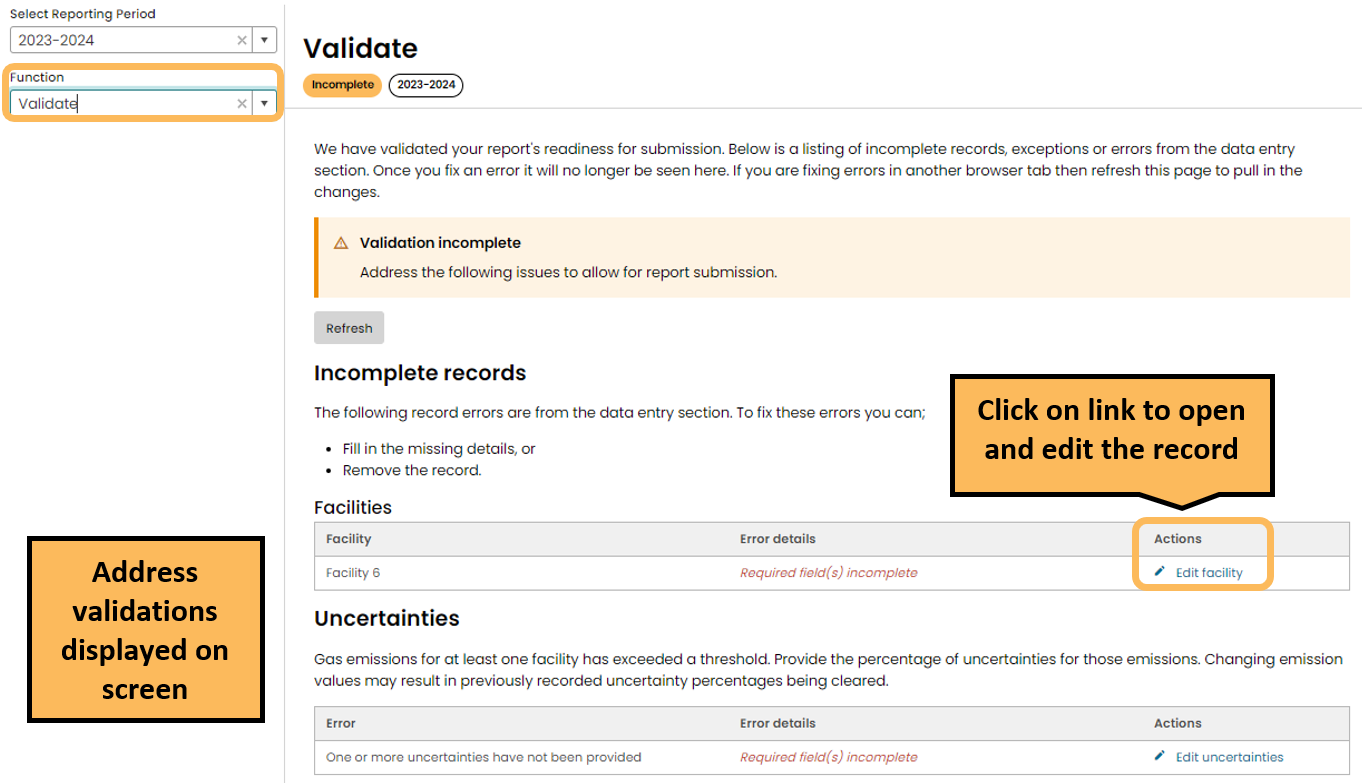 Select Reporting Period
2023-2024
Function
Validate
Validate
Incomplete
2023-2024
We have validated your report's readiness for submission. Below is a listing of incomplete records, exceptions or errors from the data entry
section. Once you fix an error it will no longer be seen here. If you are fixing errors in another browser tab then refresh this page to pull in the
changes.
Validation incomplete
Address the following issues to allow for report submission.
Refresh
Incomplete records
The following record errors are from the data entry section. To fix these errors you can;
• Fill in the missing details, or
• Remove the record.
Click on link to open
and edit the record
Facilities
Facility Error details Actions
Facility 6 Required field(s) incomplete Edit facility
Address
validations
displayed on
screen
Uncertainties
Gas emissions for at least one facility has exceeded a threshold. Provide the percentage of uncertainties for those emissions. Changing emission
values may result in previously recorded uncertainty percentages being cleared.
Error Error details Actions
One or more uncertainties have not been provided Required field(s) incomplete Edit uncertainties